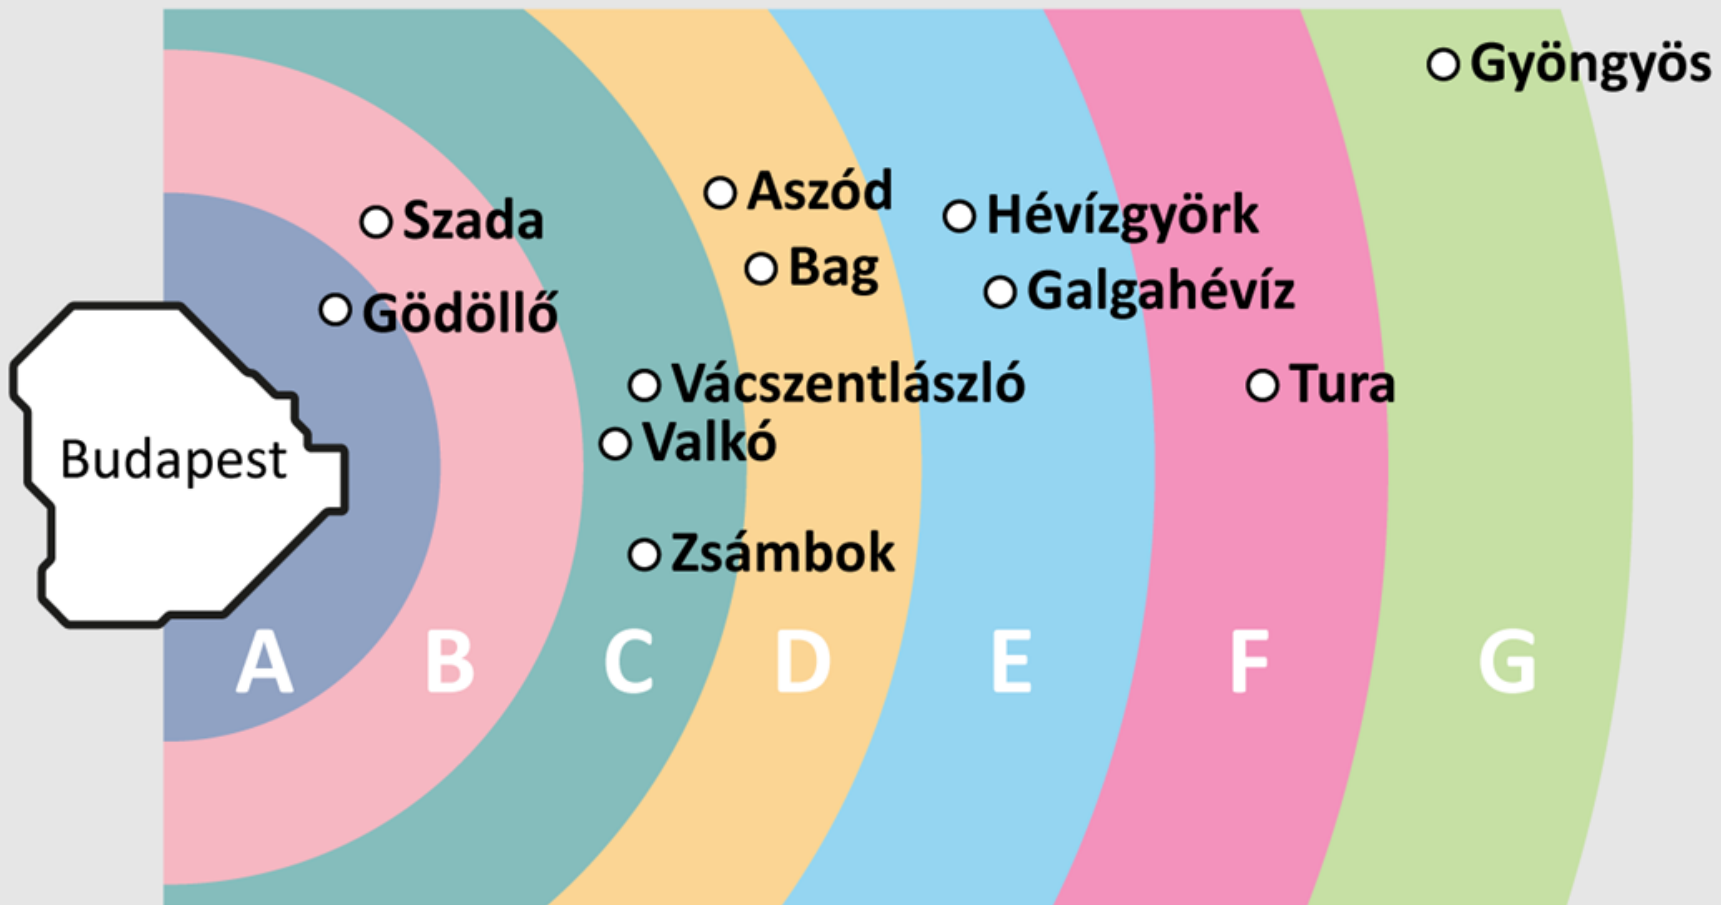 Gyöngyös
Aszód
Szada
Hévízgyörk
Bag
Galgahévíz
Gödöllő
Vácszentlászló
Tura
Valkó
Budapest
Zsámbok
A B C D E F G